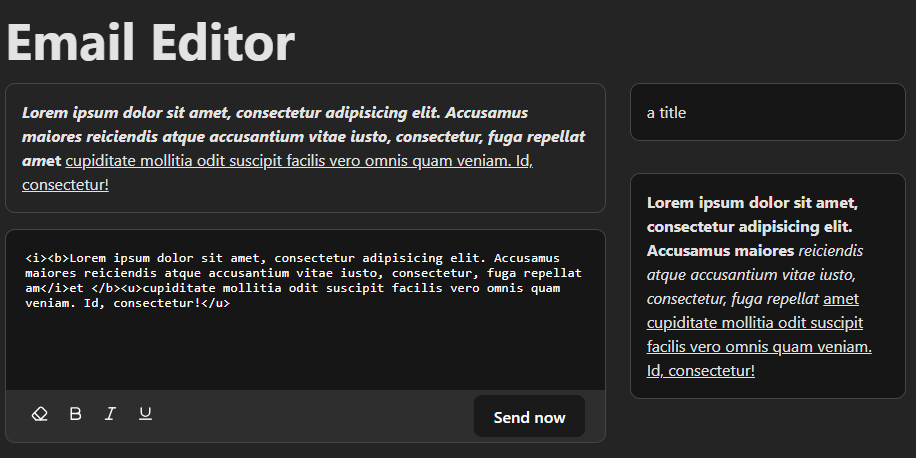 Email Editor
Lorem ipsum dolor sit amet, consectetur adipisicing elit. Accusamus
maiores reiciendis atque accusantium vitae iusto, consectetur, fuga repellat
amet cupiditate mollitia odit suscipit facilis vero omnis quam veniam. Id,
consectetur!
<i><b>Lorem ipsum dolor sit amet, consectetur adipisicing elit. Accusamus
maiores reiciendis atque accusantium vitae iusto, consectetur, fuga repellat
am</i>et </b><u>cupiditate mollitia odit suscipit facilis vero omnis quam
veniam. Id, consectetur!</u>
B I U
Send now
a title
Lorem ipsum dolor sit amet,
consectetur adipisicing elit.
Accusamus maiores reiciendis
atque accusantium vitae iusto,
consectetur, fuga repellat amet
cupiditate mollitia odit suscipit
facilis vero omnis quam veniam.
Id, consectetur!